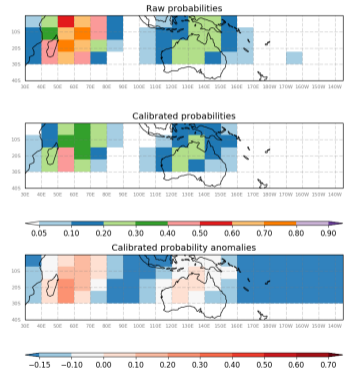 Raw probabilities
10S
20S
30S
40S
30E 40E 50E 60E 70E 80E 90E 100E 110E 120E 130E 140E 150E 160E 170E 180W 170W 160W 150W 140W
Calibrated probabilities
10S
20S
30S
40S
30E 40E 50E 60E 70E 80E 90E 100E 110E 120E 130E 140E 150E 160E 170E 180W 170W 160W 150W 140W
0.05 0.10 0.20 0.30 0.40 0.50 0.60 0.70 0.80 0.90
Calibrated probability anomalies
10S
20S
30S
40S
30E 40E 50E 60E 70E 80E 90E 100E 110E 120E 130E 140E 150E 160E 170E 180W 170W 160W 150W 140W
−0.15 −0.10 0.00 0.10 0.20 0.30 0.40 0.50 0.60 0.70